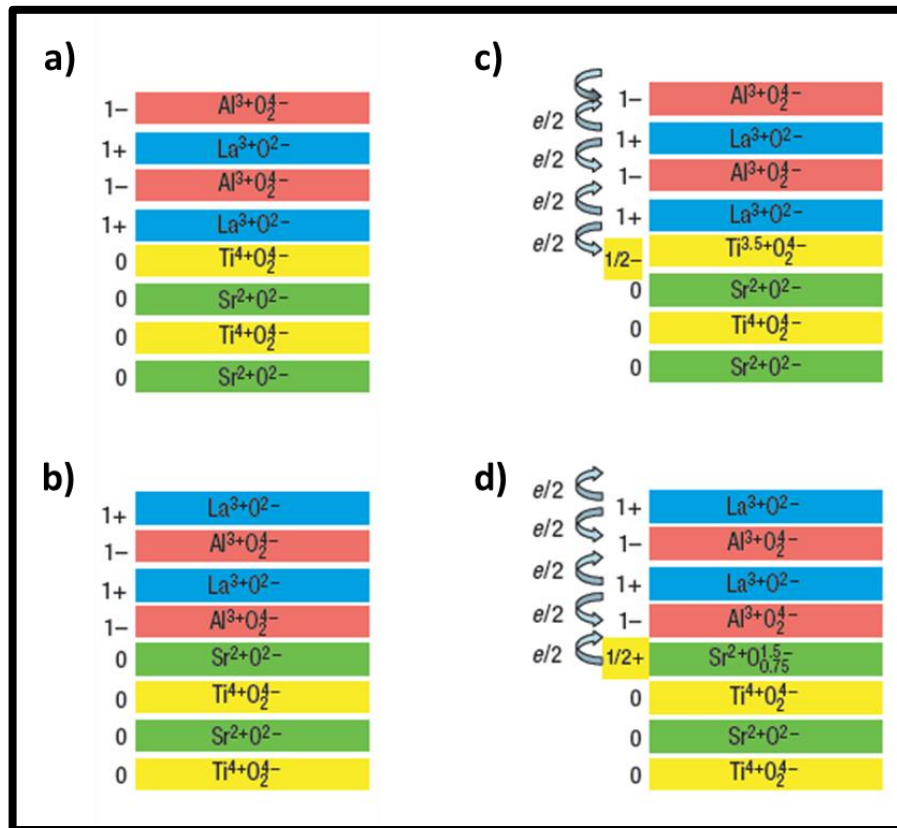 a)
1– Al³⁺O₂⁴⁻
1+ La³⁺O²⁻
1– Al³⁺O₂⁴⁻
1+ La³⁺O²⁻
0 Ti⁴⁺O₂⁴⁻
0 Sr²⁺O²⁻
0 Ti⁴⁺O₂⁴⁻
0 Sr²⁺O²⁻
b)
1+ La³⁺O²⁻
1– Al³⁺O₂⁴⁻
1+ La³⁺O²⁻
1– Al³⁺O₂⁴⁻
0 Sr²⁺O²⁻
0 Ti⁴⁺O₂⁴⁻
0 Sr²⁺O²⁻
0 Ti⁴⁺O₂⁴⁻
c)
1– Al³⁺O₂⁴⁻
e/2
1+ La³⁺O²⁻
e/2
1– Al³⁺O₂⁴⁻
e/2
1+ La³⁺O²⁻
e/2
1/2– Ti³·⁵⁺O₂⁴⁻
0 Sr²⁺O²⁻
0 Ti⁴⁺O₂⁴⁻
0 Sr²⁺O²⁻
d)
e/2
1+ La³⁺O²⁻
e/2
1– Al³⁺O₂⁴⁻
e/2
1+ La³⁺O²⁻
e/2
1– Al³⁺O₂⁴⁻
e/2 1/2+ Sr²⁺O₀.₇₅¹·⁵⁻
0 Ti⁴⁺O₂⁴⁻
0 Sr²⁺O²⁻
0 Ti⁴⁺O₂⁴⁻